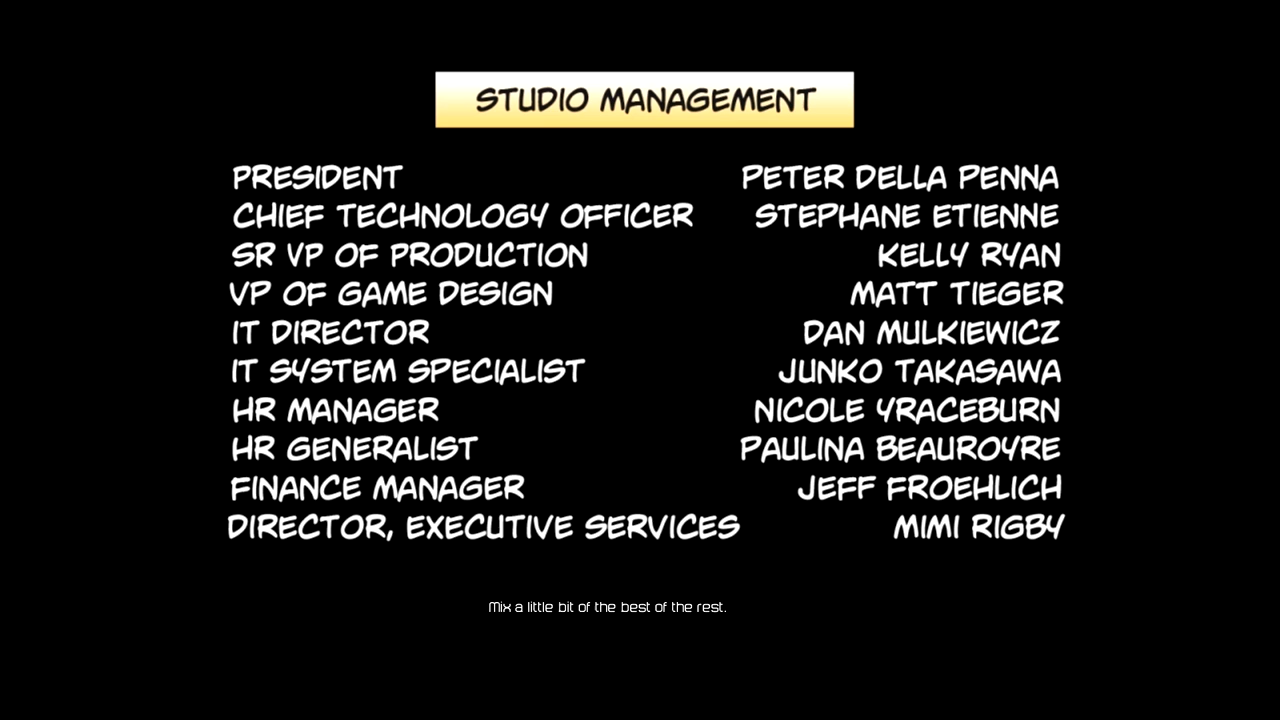 STUDIO MANAGEMENT
PRESIDENT PETER DELLA PENNA
CHIEF TECHNOLOGY OFFICER STEPHANE ETIENNE
SR VP OF PRODUCTION KELLY RYAN
VP OF GAME DESIGN MATT TIEGER
IT DIRECTOR DAN MULKIEWICZ
IT SYSTEM SPECIALIST JUNKO TAKASAWA
HR MANAGER NICOLE YRACEBURN
HR GENERALIST PAULINA BEAUROYRE
FINANCE MANAGER JEFF FROEHLICH
DIRECTOR, EXECUTIVE SERVICES MIMI RIGBY
Mix a little bit of the best of the rest.